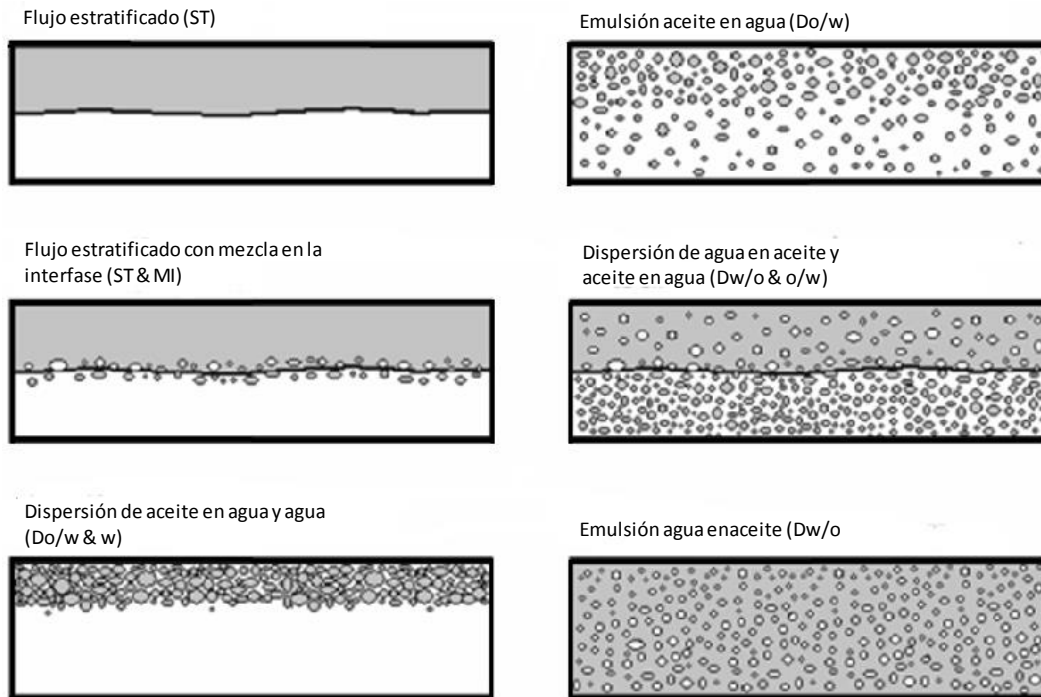 Flujo estratificado (ST)
Emulsión aceite en agua (Do/w)
Flujo estratificado con mezcla en la
interfase (ST & MI)
Dispersión de agua en aceite y
aceite en agua (Dw/o & o/w)
Dispersión de aceite en agua y agua
(Do/w & w)
Emulsión agua enaceite (Dw/o